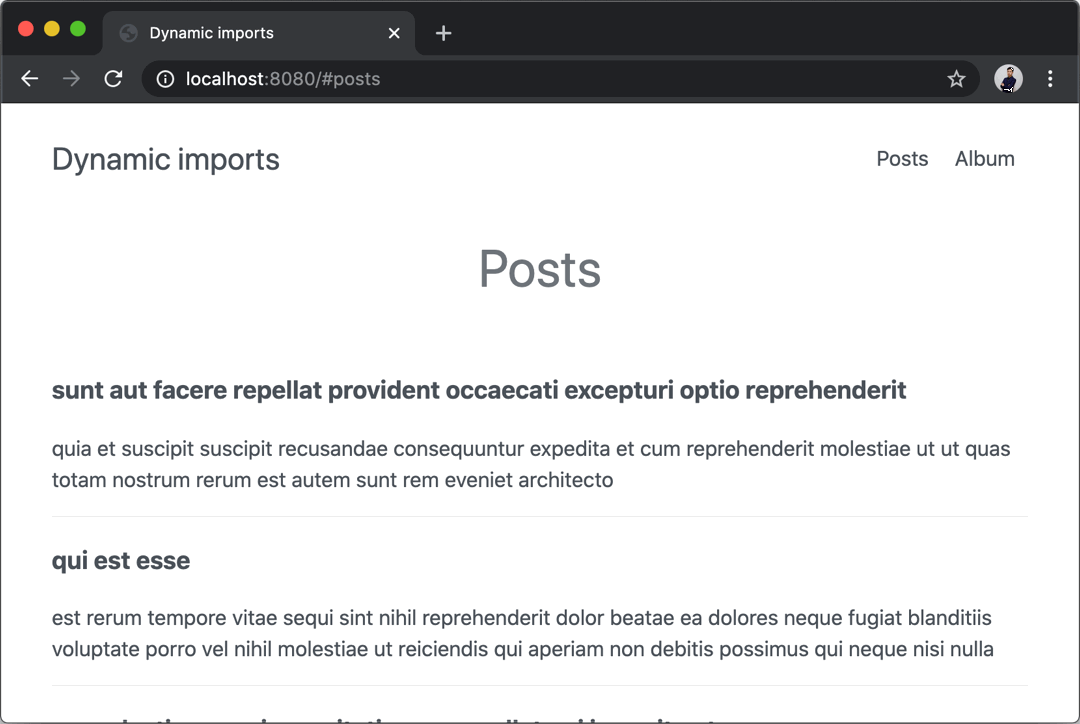 Dynamic imports
localhost:8080/#posts
Dynamic imports
Posts Album
Posts
sunt aut facere repellat provident occaecati excepturi optio reprehenderit
quia et suscipit suscipit recusandae consequuntur expedita et cum reprehenderit molestiae ut ut quas
totam nostrum rerum est autem sunt rem eveniet architecto
qui est esse
est rerum tempore vitae sequi sint nihil reprehenderit dolor beatae ea dolores neque fugiat blanditiis
voluptate porro vel nihil molestiae ut reiciendis qui aperiam non debitis possimus qui neque nisi nulla